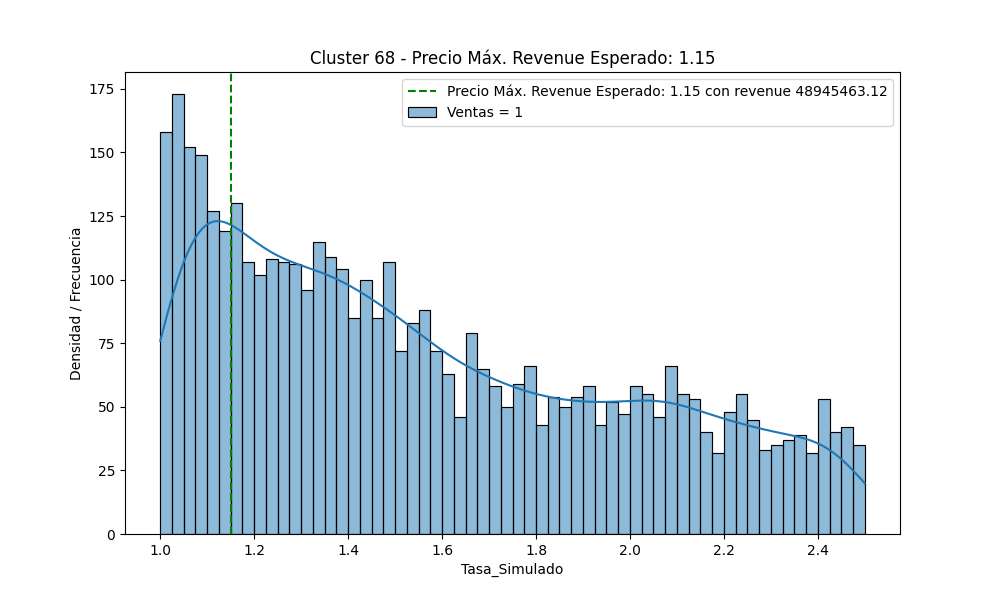 Cluster 68 - Precio Máx. Revenue Esperado: 1.15
Precio Máx. Revenue Esperado: 1.15 con revenue 48945463.12
Ventas = 1
Densidad / Frecuencia
175
150
125
100
75
50
25
0
1.0 1.2 1.4 1.6 1.8 2.0 2.2 2.4
Tasa_Simulado